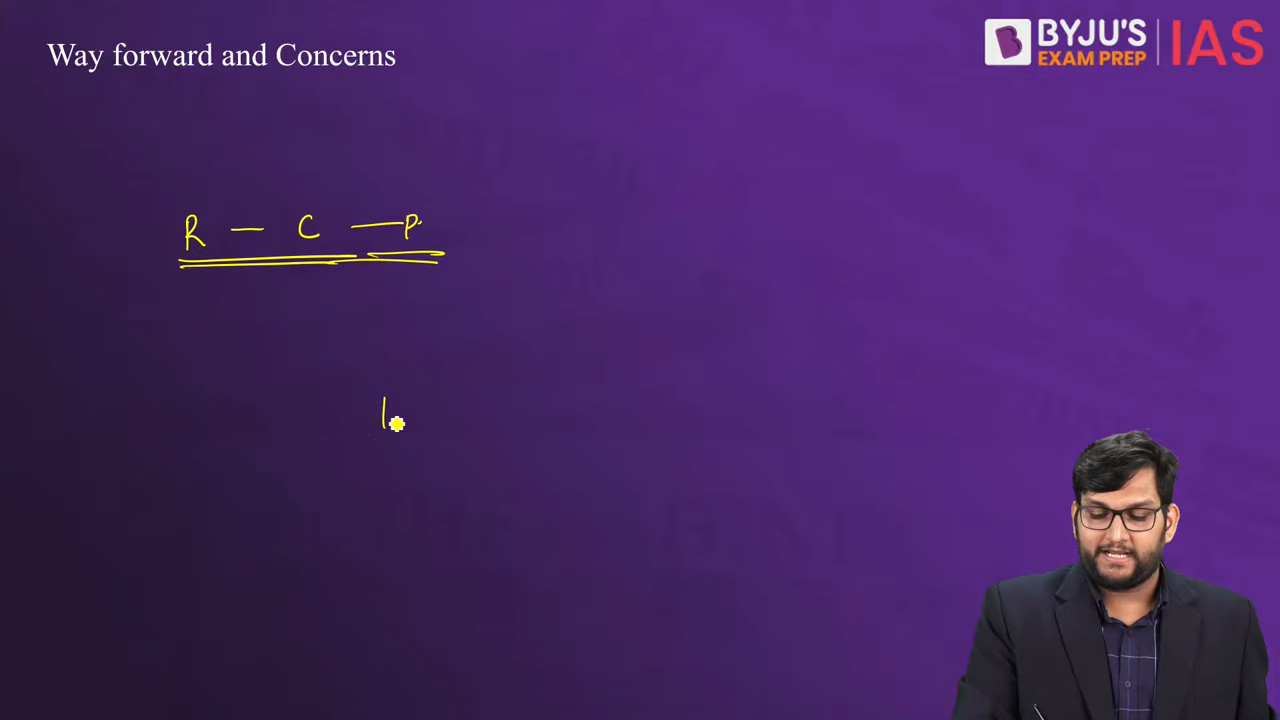 Way forward and Concerns
BYJU'S
EXAM PREP
IAS
R — C — P